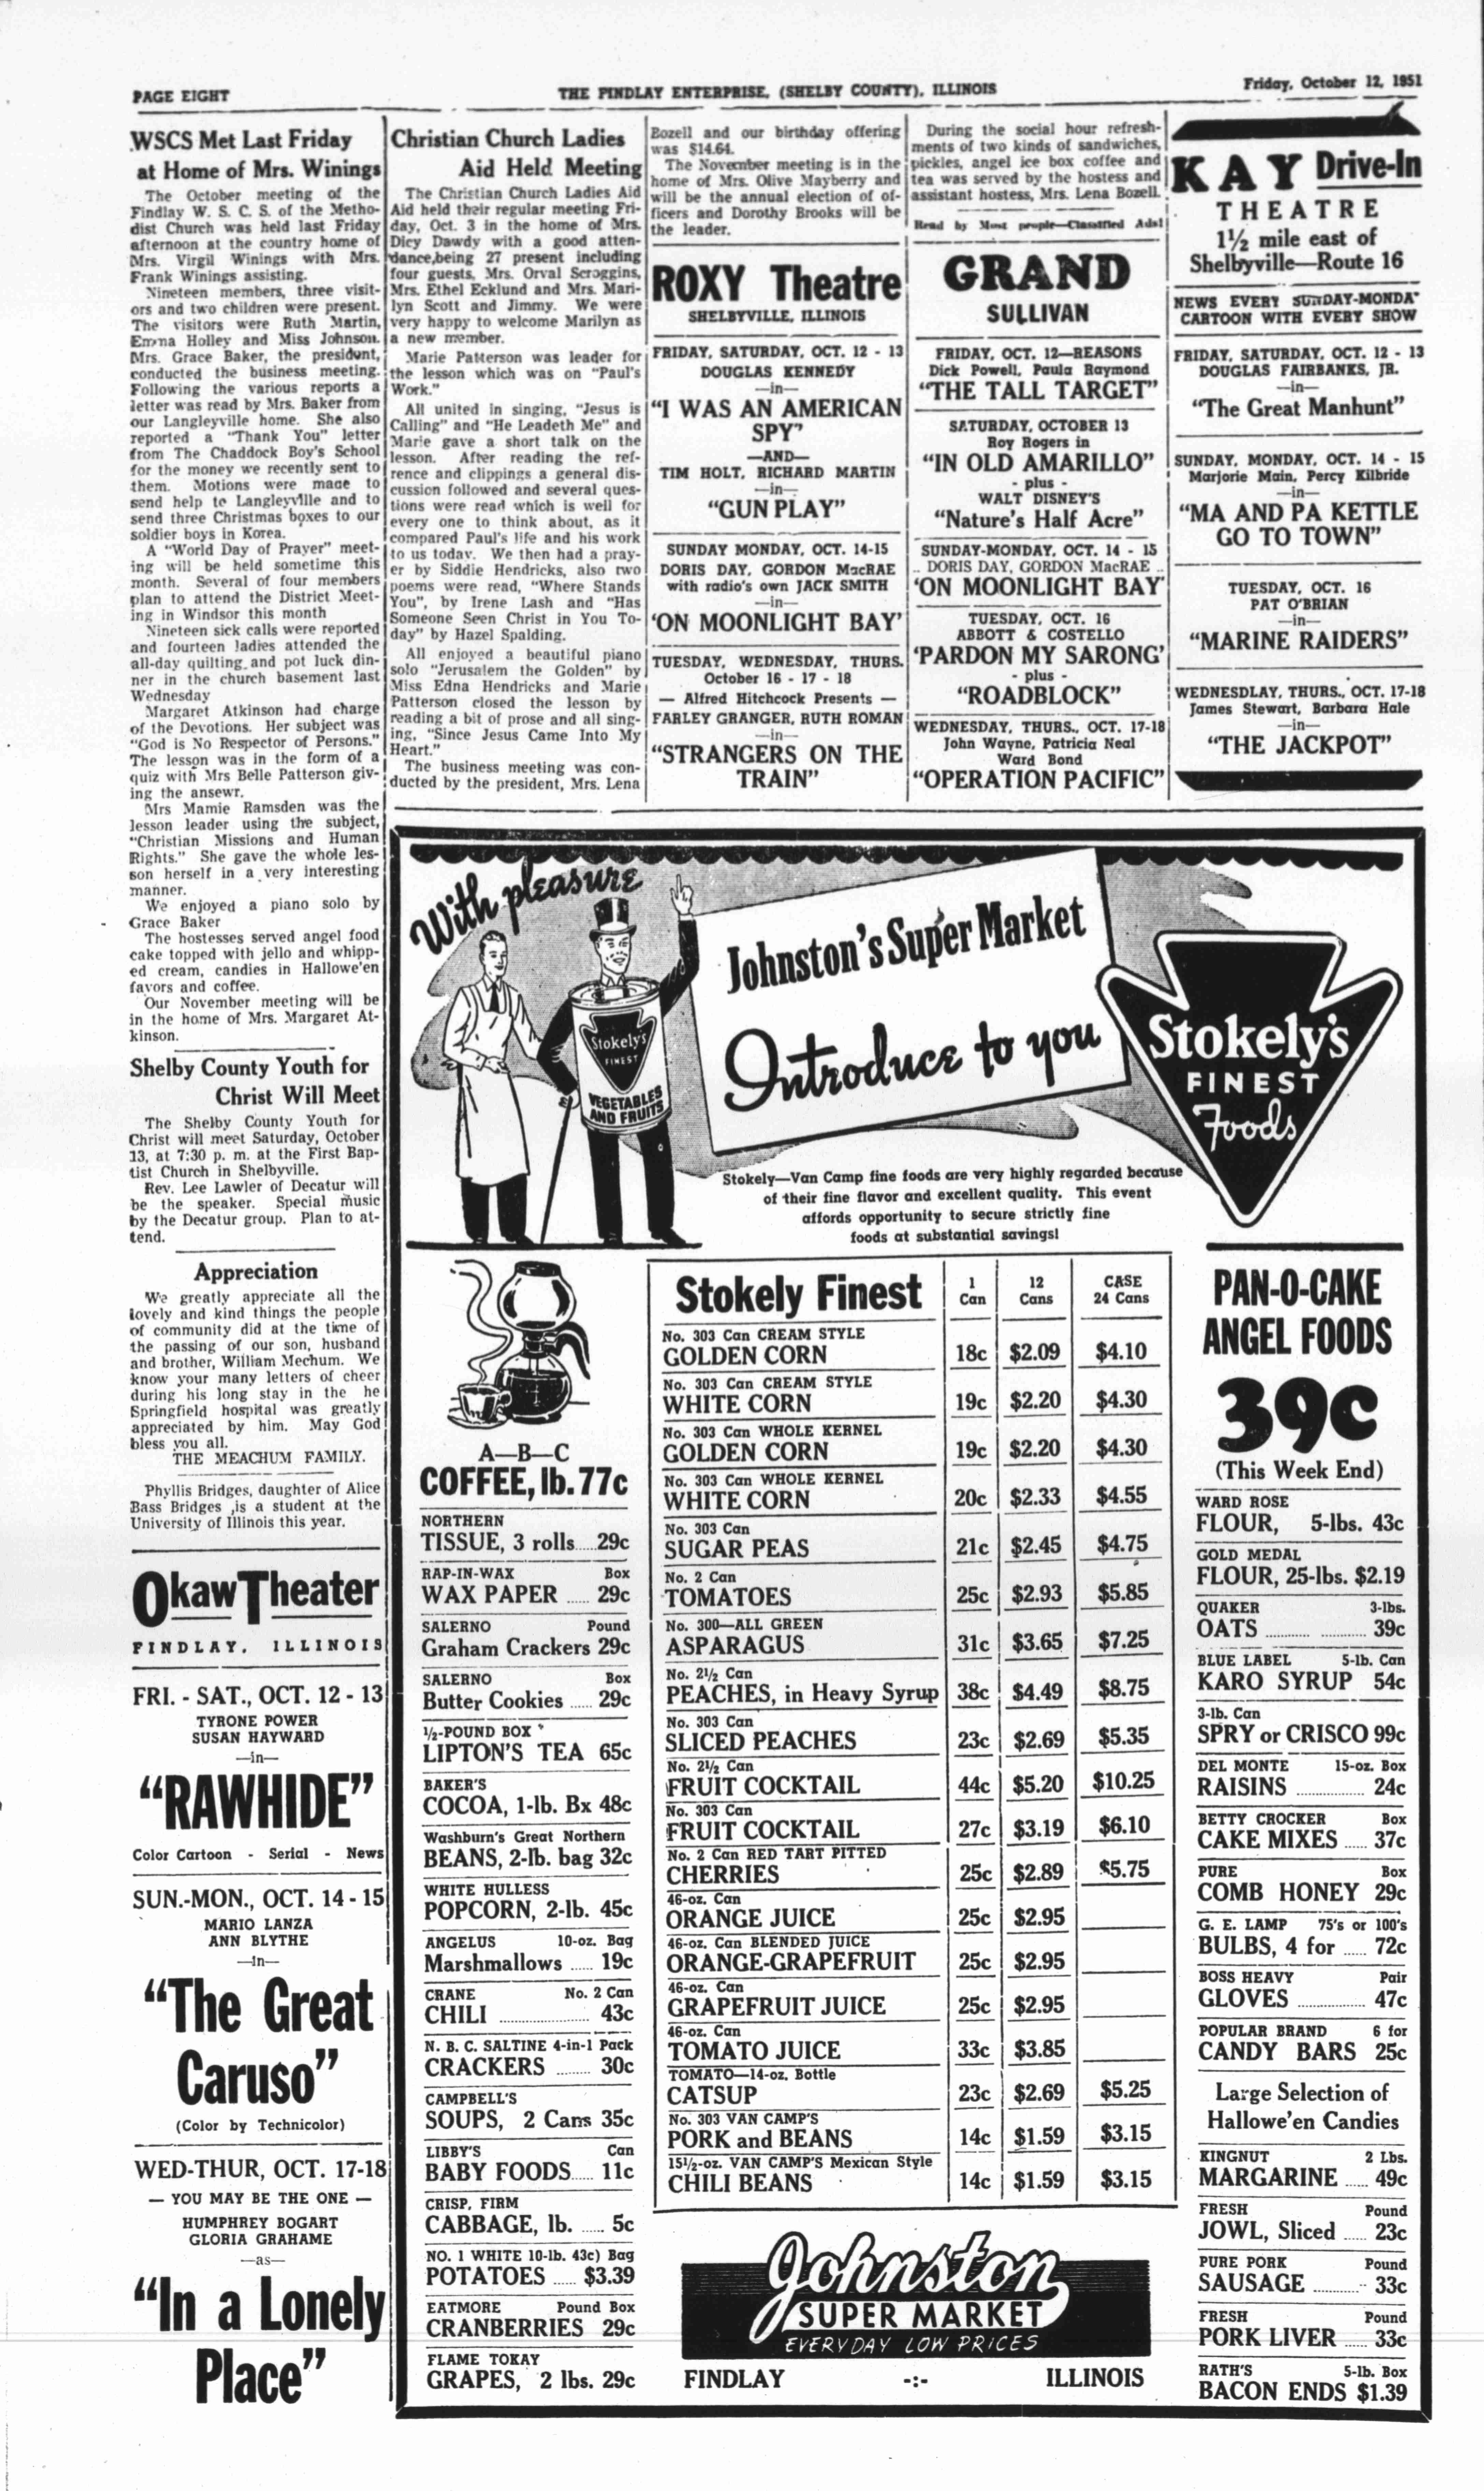 PAGE EIGHT
THE FINDLAY ENTERPRISE, (SHELBY COUNTY), ILLINOIS
Friday, October 12, 1951
WSCS Met Last Friday
at Home of Mrs. Winings
The October meeting of the
Findlay W. S. C. S. of the Metho-
dist Church was held last Friday
afternoon at the country home of
Mrs. Virgil Winings with Mrs.
Frank Winings assisting.
Nineteen members, three visit-
ors and two children were present.
The visitors were Ruth Martin,
Emma Holley and Miss Johnson.
Mrs. Grace Baker, the president,
conducted the business meeting.
Following the various reports a
letter was read by Mrs. Baker from
our Langleyville home. She also
reported a "Thank You" letter
from The Chaddock Boy's School
for the money we recently sent to
them. Motions were made to
send help to Langleyville and to
send three Christmas boxes to our
soldier boys in Korea.
A "World Day of Prayer" meet-
ing will be held sometime this
month. Several of four members
plan to attend the District Meet-
ing in Windsor this month
Nineteen sick calls were reported
and fourteen ladies attended the
all-day quilting and pot luck din-
ner in the church basement last
Wednesday
Margaret Atkinson had charge
of the Devotions. Her subject was
"God is No Respector of Persons."
The lesson was in the form of a
quiz with Mrs Belle Patterson giv-
ing the ansewr.
Mrs Mamie Ramsden was the
lesson leader using the subject,
"Christian Missions and Human
Rights." She gave the whole les-
son herself in a very interesting
manner.
We enjoyed a piano solo by
Grace Baker
The hostesses served angel food
cake topped with jello and whipp-
ed cream, candies in Hallowe'en
favors and coffee.
Our November meeting will be
in the home of Mrs. Margaret At-
kinson.
Shelby County Youth for
Christ Will Meet
The Shelby County Youth for
Christ will meet Saturday, October
13, at 7:30 p. m. at the First Bap-
tist Church in Shelbyville.
Rev. Lee Lawler of Decatur will
be the speaker. Special music
by the Decatur group. Plan to at-
tend.
Appreciation
We greatly appreciate all the
lovely and kind things the people
of community did at the time of
the passing of our son, husband
and brother, William Mechum. We
know your many letters of cheer
during his long stay in the he
Springfield hospital was greatly
appreciated by him. May God
bless you all.
THE MEACHUM FAMILY.
Phyllis Bridges, daughter of Alice
Bass Bridges ,is a student at the
University of Illinois this year.
Okaw Theater
FINDLAY, ILLINOIS
FRI. - SAT., OCT. 12 - 13
TYRONE POWER
SUSAN HAYWARD
—in—
"RAWHIDE"
Color Cartoon - Serial - News
SUN.-MON., OCT. 14 - 15
MARIO LANZA
ANN BLYTHE
—in—
"The Great
Caruso"
(Color by Technicolor)
WED-THUR, OCT. 17-18
— YOU MAY BE THE ONE —
HUMPHREY BOGART
GLORIA GRAHAME
—as—
"In a Lonely
Place"
Christian Church Ladies
Aid Held Meeting
The Christian Church Ladies Aid
Aid held their regular meeting Fri-
day, Oct. 3 in the home of Mrs.
Dicy Dawdy with a good atten-
dance,being 27 present including
four guests, Mrs. Orval Scroggins,
Mrs. Ethel Ecklund and Mrs. Mari-
lyn Scott and Jimmy. We were
very happy to welcome Marilyn as
a new member.
Marie Patterson was leader for
the lesson which was on "Paul's
Work."
All united in singing, "Jesus is
Calling" and "He Leadeth Me" and
Marie gave a short talk on the
lesson. After reading the ref-
rence and clippings a general dis-
cussion followed and several ques-
tions were read which is well for
every one to think about, as it
compared Paul's life and his work
to us today. We then had a pray-
er by Siddie Hendricks, also two
poems were read, "Where Stands
You", by Irene Lash and "Has
Someone Seen Christ in You To-
day" by Hazel Spalding.
All enjoyed a beautiful piano
solo "Jerusalem the Golden" by
Miss Edna Hendricks and Marie
Patterson closed the lesson by
reading a bit of prose and all sing-
ing, "Since Jesus Came Into My
Heart."
The business meeting was con-
ducted by the president, Mrs. Lena
Bozell and our birthday offering
was $14.64.
The November meeting is in the
home of Mrs. Olive Mayberry and
will be the annual election of of-
ficers and Dorothy Brooks will be
the leader.
During the social hour refresh-
ments of two kinds of sandwiches,
pickles, angel ice box coffee and
tea was served by the hostess and
assistant hostess, Mrs. Lena Bozell.
Read by Most people—Classified Ads!
ROXY Theatre
SHELBYVILLE, ILLINOIS
FRIDAY, SATURDAY, OCT. 12 - 13
DOUGLAS KENNEDY
—in—
"I WAS AN AMERICAN
SPY"
—AND—
TIM HOLT, RICHARD MARTIN
—in—
"GUN PLAY"
SUNDAY MONDAY, OCT. 14-15
DORIS DAY, GORDON MacRAE
with radio's own JACK SMITH
—in—
'ON MOONLIGHT BAY'
TUESDAY, WEDNESDAY, THURS.
October 16 - 17 - 18
— Alfred Hitchcock Presents —
FARLEY GRANGER, RUTH ROMAN
—in—
"STRANGERS ON THE
TRAIN"
GRAND
SULLIVAN
FRIDAY, OCT. 12—REASONS
Dick Powell, Paula Raymond
"THE TALL TARGET"
SATURDAY, OCTOBER 13
Roy Rogers in
"IN OLD AMARILLO"
- plus -
WALT DISNEY'S
"Nature's Half Acre"
SUNDAY-MONDAY, OCT. 14 - 15
.. DORIS DAY, GORDON MacRAE ..
'ON MOONLIGHT BAY'
TUESDAY, OCT. 16
ABBOTT & COSTELLO
'PARDON MY SARONG'
- plus -
"ROADBLOCK"
WEDNESDAY, THURS., OCT. 17-18
John Wayne, Patricia Neal
Ward Bond
"OPERATION PACIFIC"
KAY Drive-In
THEATRE
1½ mile east of
Shelbyville—Route 16
NEWS EVERY SUNDAY-MONDA
CARTOON WITH EVERY SHOW
FRIDAY, SATURDAY, OCT. 12 - 13
DOUGLAS FAIRBANKS, JR.
—in—
"The Great Manhunt"
SUNDAY, MONDAY, OCT. 14 - 15
Marjorie Main, Percy Kilbride
—in—
"MA AND PA KETTLE
GO TO TOWN"
TUESDAY, OCT. 16
PAT O'BRIAN
—in—
"MARINE RAIDERS"
WEDNESDLAY, THURS., OCT. 17-18
James Stewart, Barbara Hale
—in—
"THE JACKPOT"
With pleasure
Johnston's Super Market
Introduce to you
Stokely's
FINEST
Foods
Stokely's
FINEST
VEGETABLES
AND FRUITS
Stokely—Van Camp fine foods are very highly regarded because
of their fine flavor and excellent quality. This event
affords opportunity to secure strictly fine
foods at substantial savings!
A—B—C
COFFEE, lb. 77c
NORTHERN
TISSUE, 3 rolls.....29c
RAP-IN-WAX Box
WAX PAPER ..... 29c
SALERNO Pound
Graham Crackers 29c
SALERNO Box
Butter Cookies ..... 29c
½-POUND BOX
LIPTON'S TEA 65c
BAKER'S
COCOA, 1-lb. Bx 48c
Washburn's Great Northern
BEANS, 2-lb. bag 32c
WHITE HULLESS
POPCORN, 2-lb. 45c
ANGELUS 10-oz. Bag
Marshmallows ..... 19c
CRANE No. 2 Can
CHILI ..................... 43c
N. B. C. SALTINE 4-in-1 Pack
CRACKERS ......... 30c
CAMPBELL'S
SOUPS, 2 Cans 35c
LIBBY'S Can
BABY FOODS..... 11c
CRISP, FIRM
CABBAGE, lb. ..... 5c
NO. 1 WHITE 10-lb. 43c) Bag
POTATOES ..... $3.39
EATMORE Pound Box
CRANBERRIES 29c
FLAME TOKAY
GRAPES, 2 lbs. 29c
Stokely Finest 1 Can 12 Cans CASE 24 Cans
No. 303 Can CREAM STYLE
GOLDEN CORN 18c $2.09 $4.10
No. 303 Can CREAM STYLE
WHITE CORN 19c $2.20 $4.30
No. 303 Can WHOLE KERNEL
GOLDEN CORN 19c $2.20 $4.30
No. 303 Can WHOLE KERNEL
WHITE CORN 20c $2.33 $4.55
No. 303 Can
SUGAR PEAS 21c $2.45 $4.75
No. 2 Can
TOMATOES 25c $2.93 $5.85
No. 300—ALL GREEN
ASPARAGUS 31c $3.65 $7.25
No. 2½ Can
PEACHES, in Heavy Syrup 38c $4.49 $8.75
No. 303 Can
SLICED PEACHES 23c $2.69 $5.35
No. 2½ Can
FRUIT COCKTAIL 44c $5.20 $10.25
No. 303 Can
FRUIT COCKTAIL 27c $3.19 $6.10
No. 2 Can RED TART PITTED
CHERRIES 25c $2.89 $5.75
46-oz. Can
ORANGE JUICE 25c $2.95
46-oz. Can BLENDED JUICE
ORANGE-GRAPEFRUIT 25c $2.95
46-oz. Can
GRAPEFRUIT JUICE 25c $2.95
46-oz. Can
TOMATO JUICE 33c $3.85
TOMATO—14-oz. Bottle
CATSUP 23c $2.69 $5.25
No. 303 VAN CAMP'S
PORK and BEANS 14c $1.59 $3.15
15½-oz. VAN CAMP'S Mexican Style
CHILI BEANS 14c $1.59 $3.15
Johnston
SUPER MARKET
EVERYDAY LOW PRICES
FINDLAY -:- ILLINOIS
PAN-O-CAKE
ANGEL FOODS
39c
(This Week End)
WARD ROSE
FLOUR, 5-lbs. 43c
GOLD MEDAL
FLOUR, 25-lbs. $2.19
QUAKER 3-lbs.
OATS ........... ........... 39c
BLUE LABEL 5-lb. Can
KARO SYRUP 54c
3-lb. Can
SPRY or CRISCO 99c
DEL MONTE 15-oz. Box
RAISINS ................ 24c
BETTY CROCKER Box
CAKE MIXES ..... 37c
PURE Box
COMB HONEY 29c
G. E. LAMP 75's or 100's
BULBS, 4 for ..... 72c
BOSS HEAVY Pair
GLOVES ................ 47c
POPULAR BRAND 6 for
CANDY BARS 25c
Large Selection of
Hallowe'en Candies
KINGNUT 2 Lbs.
MARGARINE ..... 49c
FRESH Pound
JOWL, Sliced ..... 23c
PURE PORK Pound
SAUSAGE ........... 33c
FRESH Pound
PORK LIVER ..... 33c
RATH'S 5-lb. Box
BACON ENDS $1.39